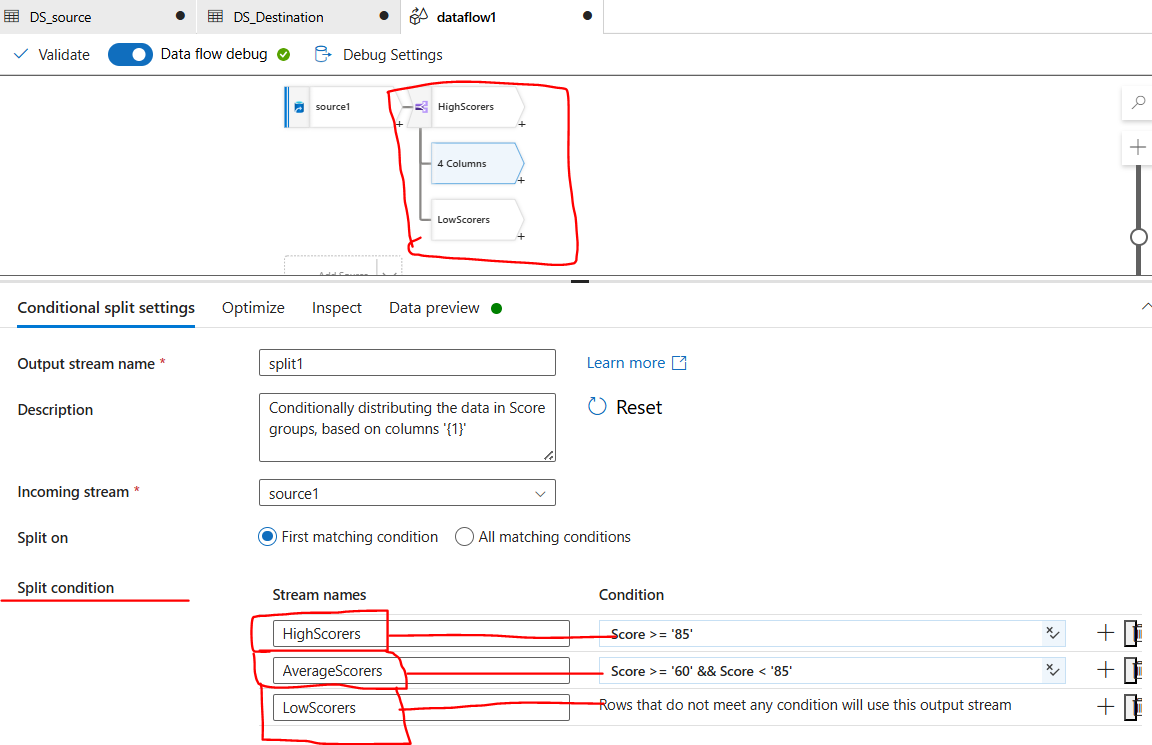 DS_source
DS_Destination
dataflow1
Validate
Data flow debug
Debug Settings
source1
HighScorers
+
+
4 Columns
+
LowScorers
+
Add Source
Conditional split settings
Optimize
Inspect
Data preview
Output stream name *
split1
Learn more
Description
Conditionally distributing the data in Score
groups, based on columns '{1}'
Reset
Incoming stream *
source1
Split on
First matching condition
All matching conditions
Split condition
Stream names
Condition
HighScorers
Score >= '85'
AverageScorers
Score >= '60' && Score < '85'
LowScorers
Rows that do not meet any condition will use this output stream